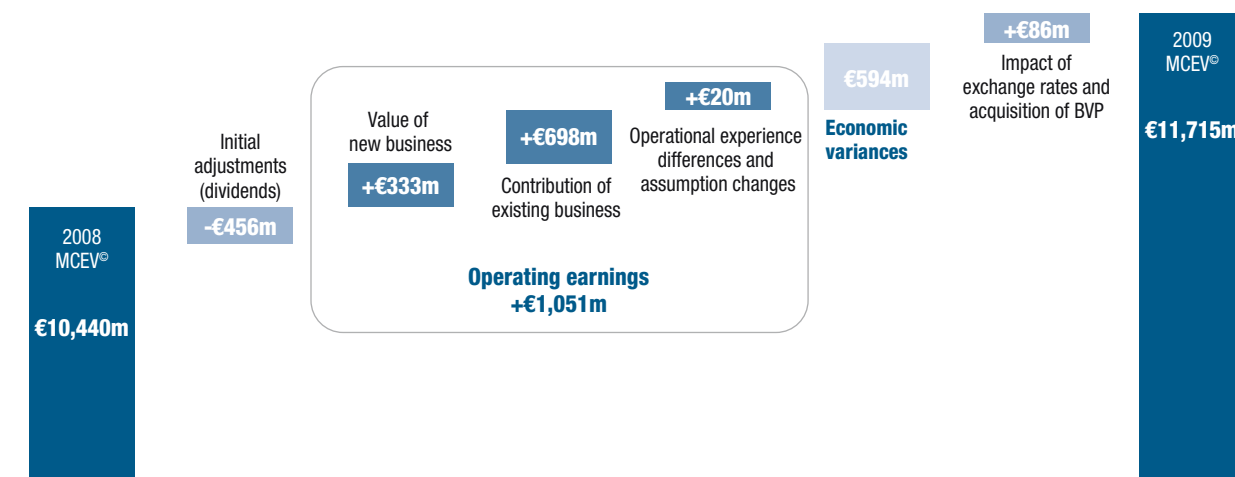 2008
MCEV©
€10,440m
Initial
adjustments
(dividends)
-€456m
Value of
new business
+€333m
+€698m
Contribution of
existing business
+€20m
Operational experience
differences and
assumption changes
Operating earnings
+€1,051m
€594m
Economic
variances
+€86m
Impact of
exchange rates and
acquisition of BVP
2009
MCEV©
€11,715m